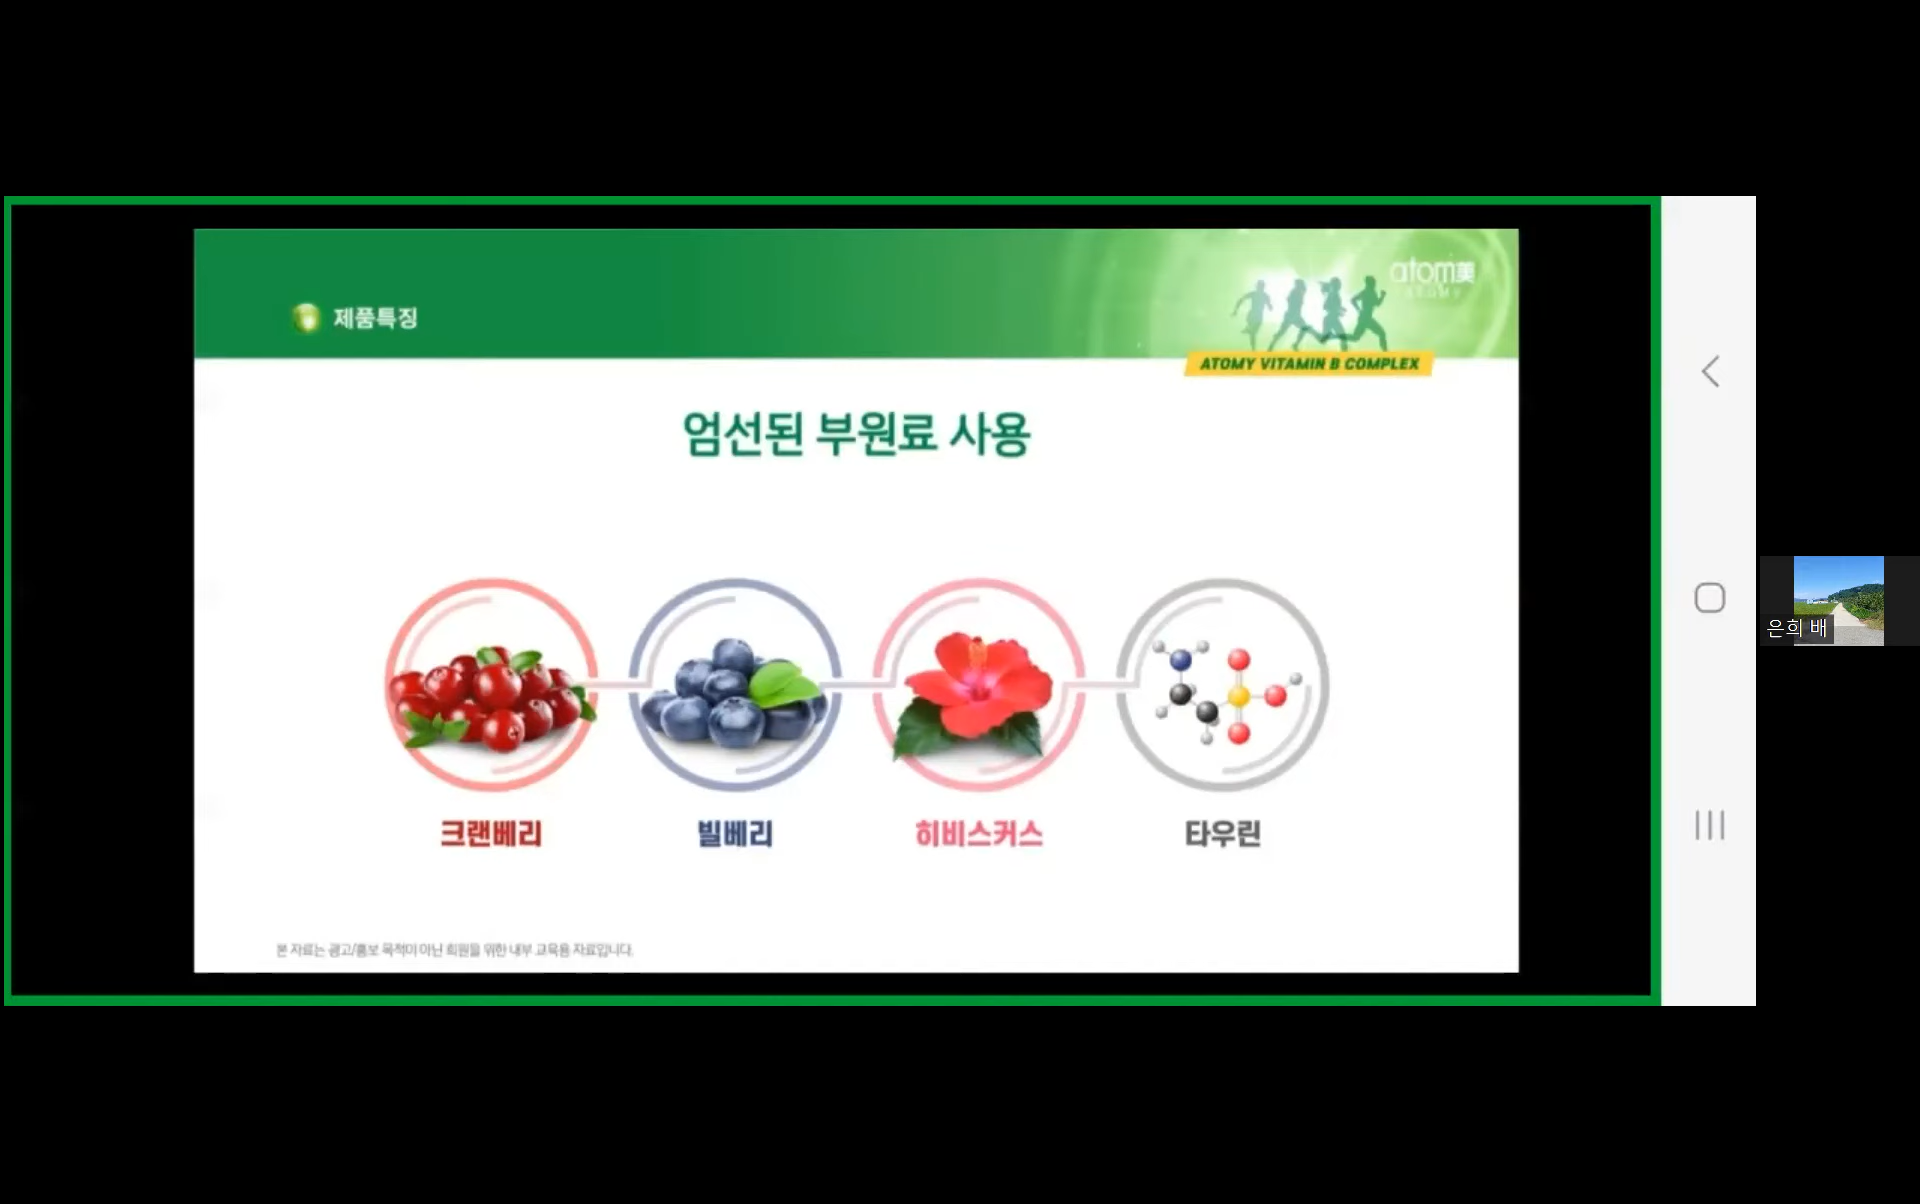 atom美
ATOMY
제품특징
ATOMY VITAMIN B COMPLEX
엄선된 부원료 사용
크랜베리
빌베리
히비스커스
타우린
본 자료는 광고/홍보 목적이 아닌 회원을 위한 내부 교육용 자료입니다.
은희 배